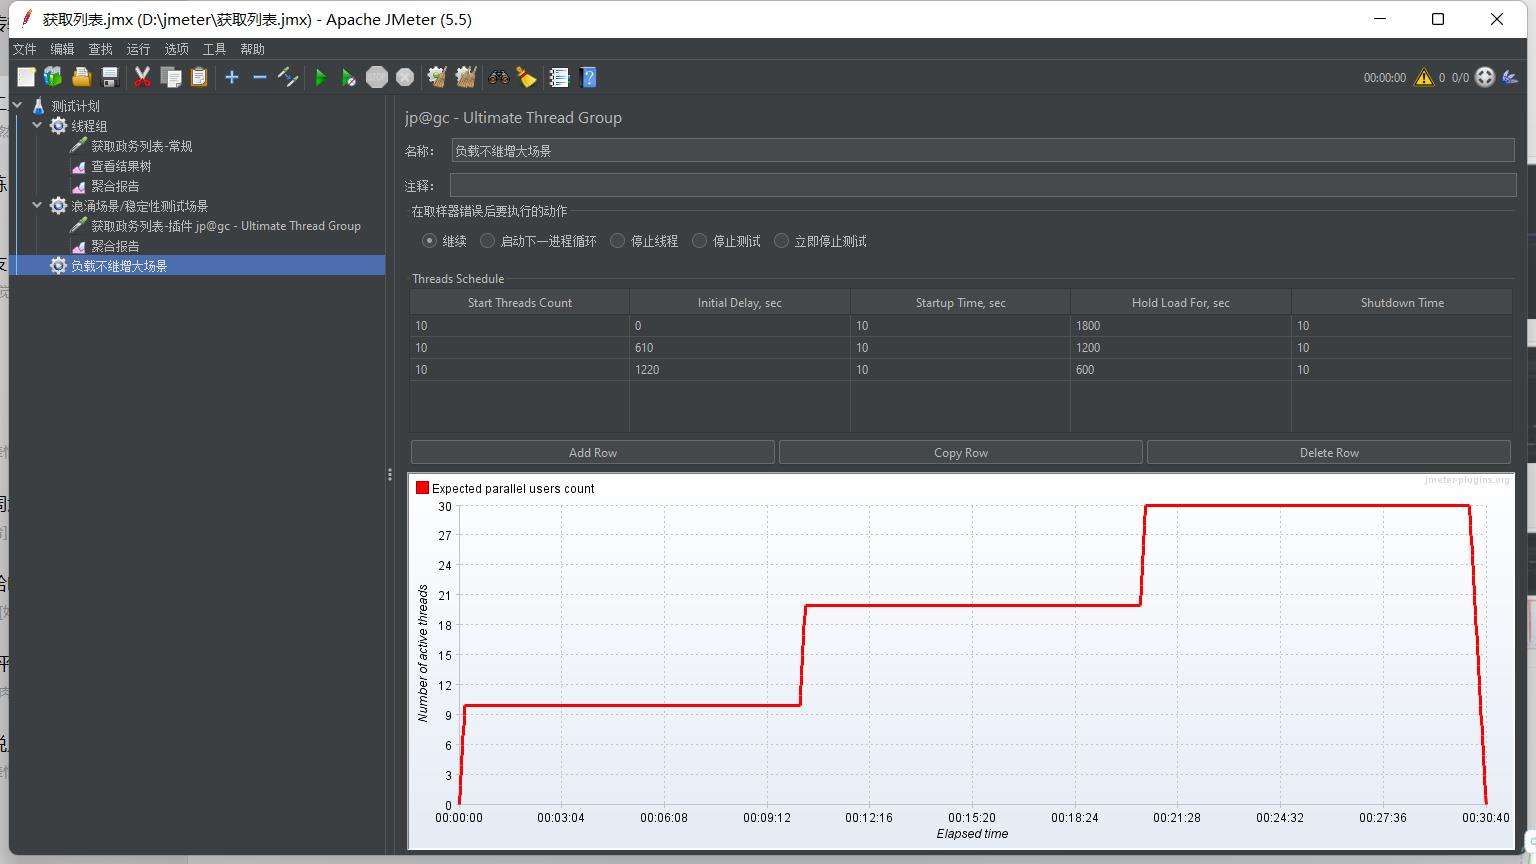 获取列表.jmx (D:\jmeter\获取列表.jmx) - Apache JMeter (5.5)
文件 编辑 查找 运行 选项 工具 帮助
00:00:00 0 0/0
测试计划
线程组
获取政务列表-常规
查看结果树
聚合报告
浪涌场景/稳定性测试场景
获取政务列表-插件 jp@gc - Ultimate Thread Group
聚合报告
负载不继增大场景
jp@gc - Ultimate Thread Group
名称: 负载不继增大场景
注释:
在取样器错误后要执行的动作
继续 启动下一进程循环 停止线程 停止测试 立即停止测试
Threads Schedule
Start Threads Count Initial Delay, sec Startup Time, sec Hold Load For, sec Shutdown Time
10 0 10 1800 10
10 610 10 1200 10
10 1220 10 600 10
Add Row Copy Row Delete Row
jmeter-plugins.org
Expected parallel users count
30
27
24
21
18
15
12
9
6
3
0
Number of active threads
00:00:00 00:03:04 00:06:08 00:09:12 00:12:16 00:15:20 00:18:24 00:21:28 00:24:32 00:27:36 00:30:40
Elapsed time